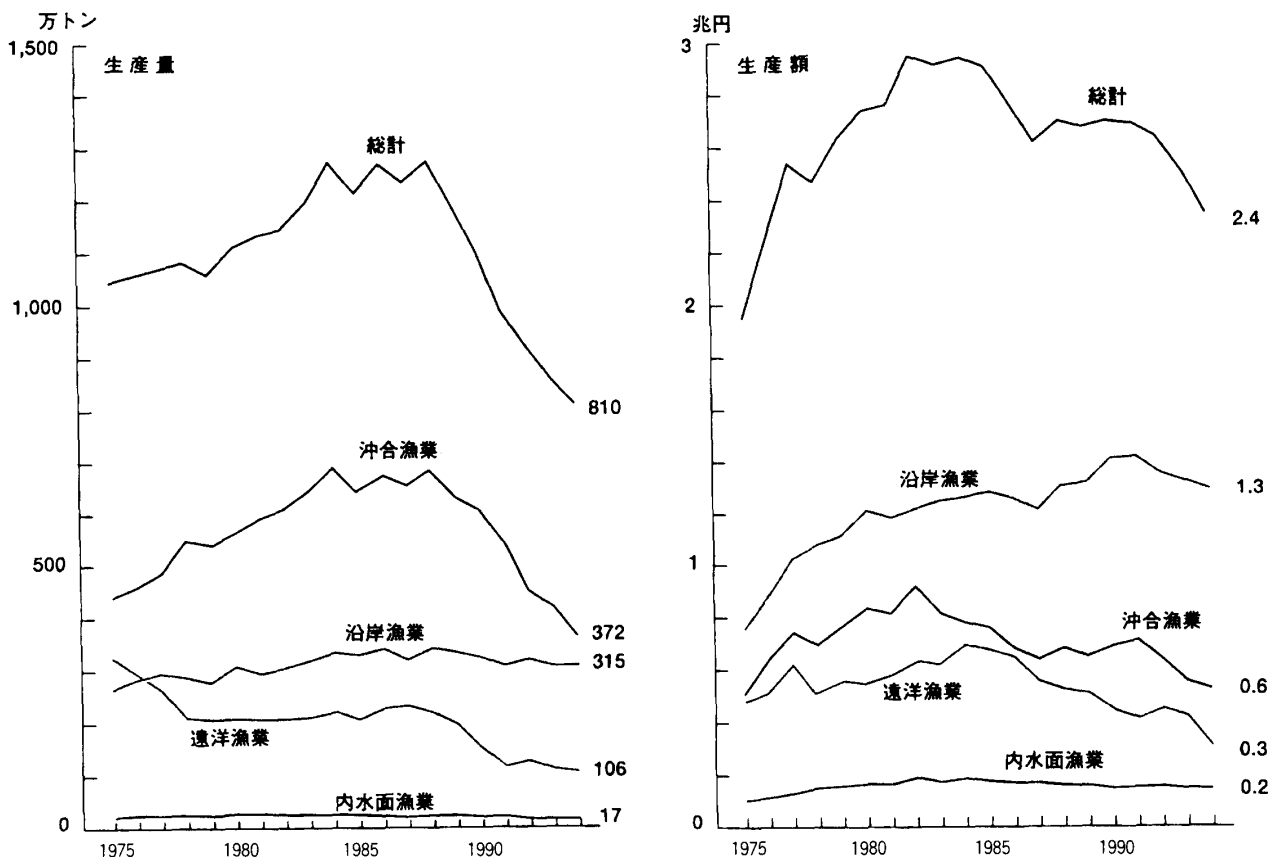 万トン
1,500
生産量
総計
1,000
810
沖合漁業
500
372
沿岸漁業
315
遠洋漁業
106
内水面漁業
17
0
1975
1980
1985
1990
兆円
3
生産額
総計
2.4
2
沿岸漁業
1.3
1
沖合漁業
0.6
遠洋漁業
0.3
内水面漁業
0.2
0
1975
1980
1985
1990